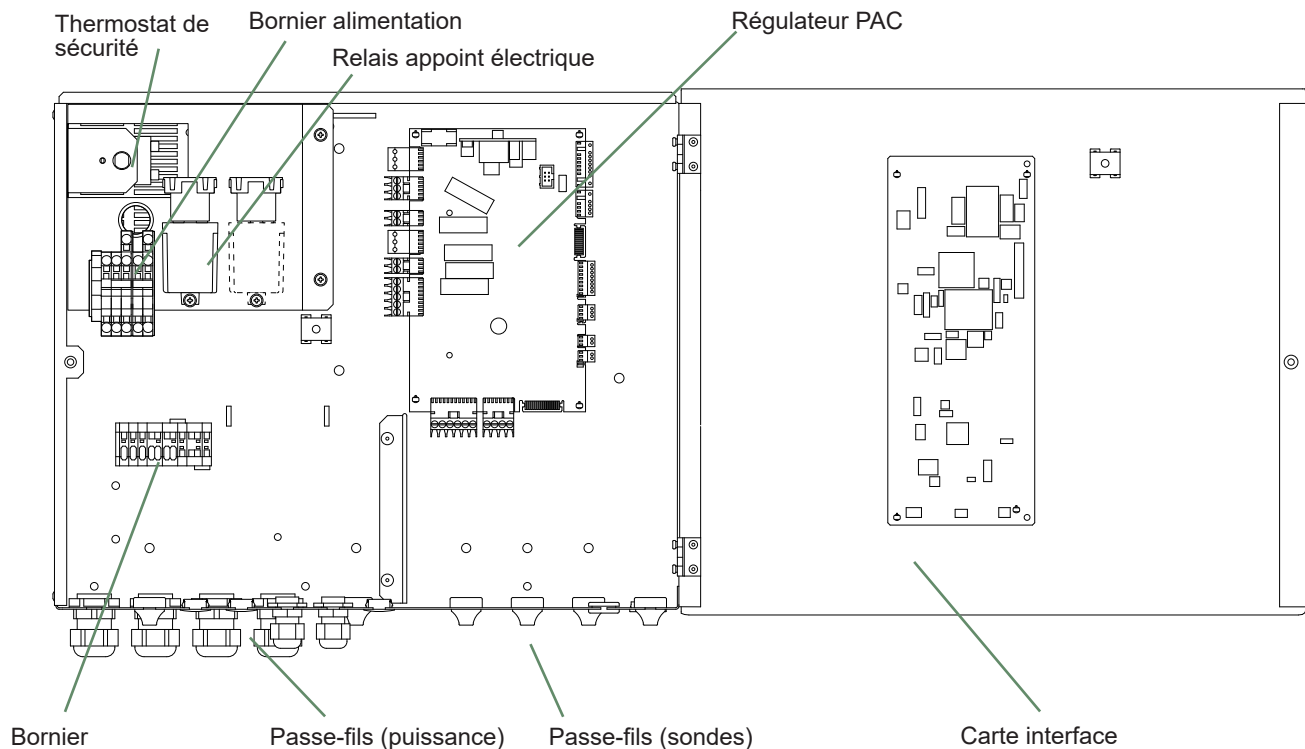 Thermostat de
sécurité
Bornier alimentation
Relais appoint électrique
Régulateur PAC
Bornier
Passe-fils (puissance)
Passe-fils (sondes)
Carte interface